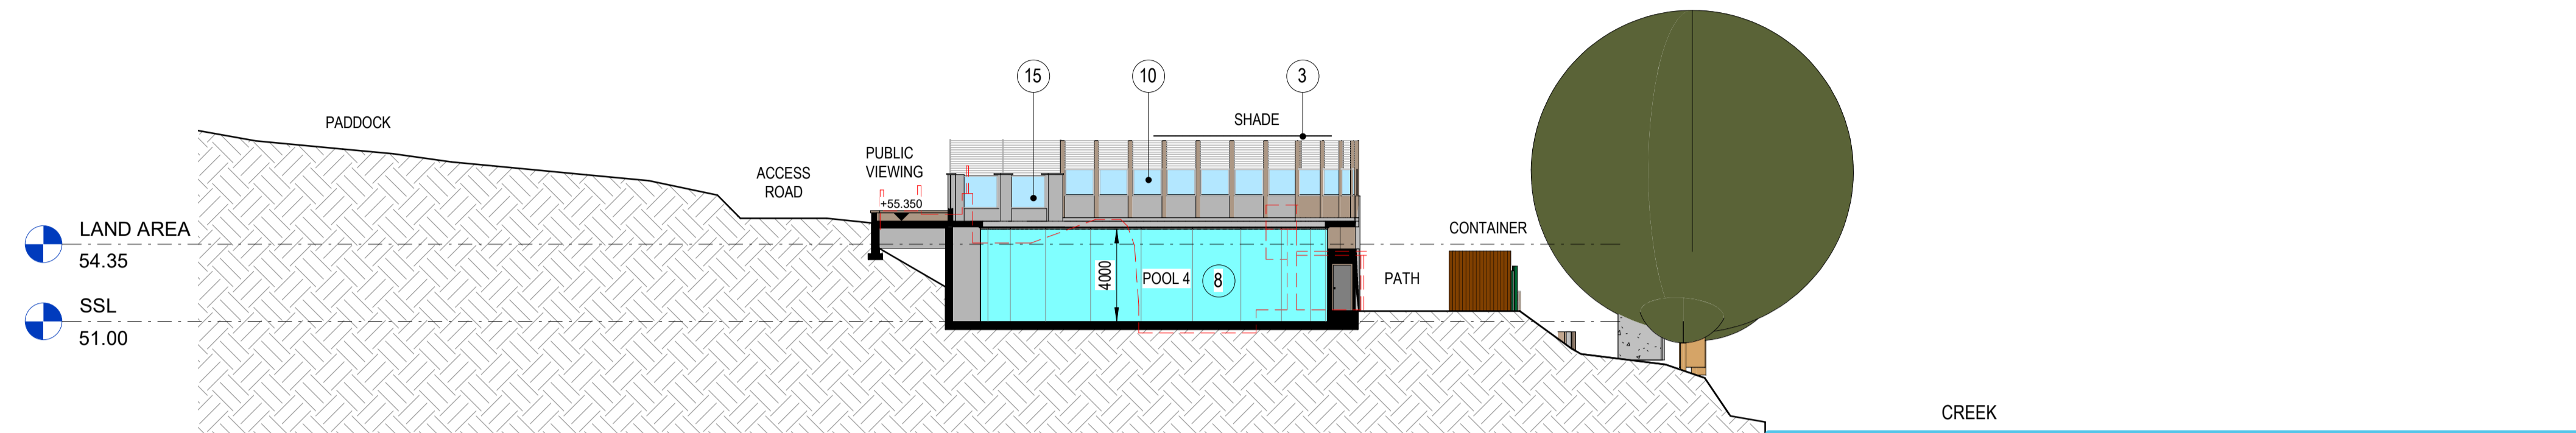 15
10
3
SHADE
PADDOCK
PUBLIC
VIEWING
ACCESS
ROAD
+55.350
LAND AREA
54.35
CONTAINER
4000
POOL 4
8
PATH
SSL
51.00
CREEK